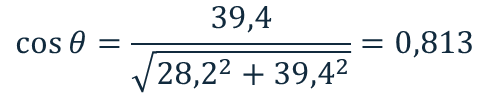 cos θ = 39,4 / √(28,2² + 39,4²) = 0,813